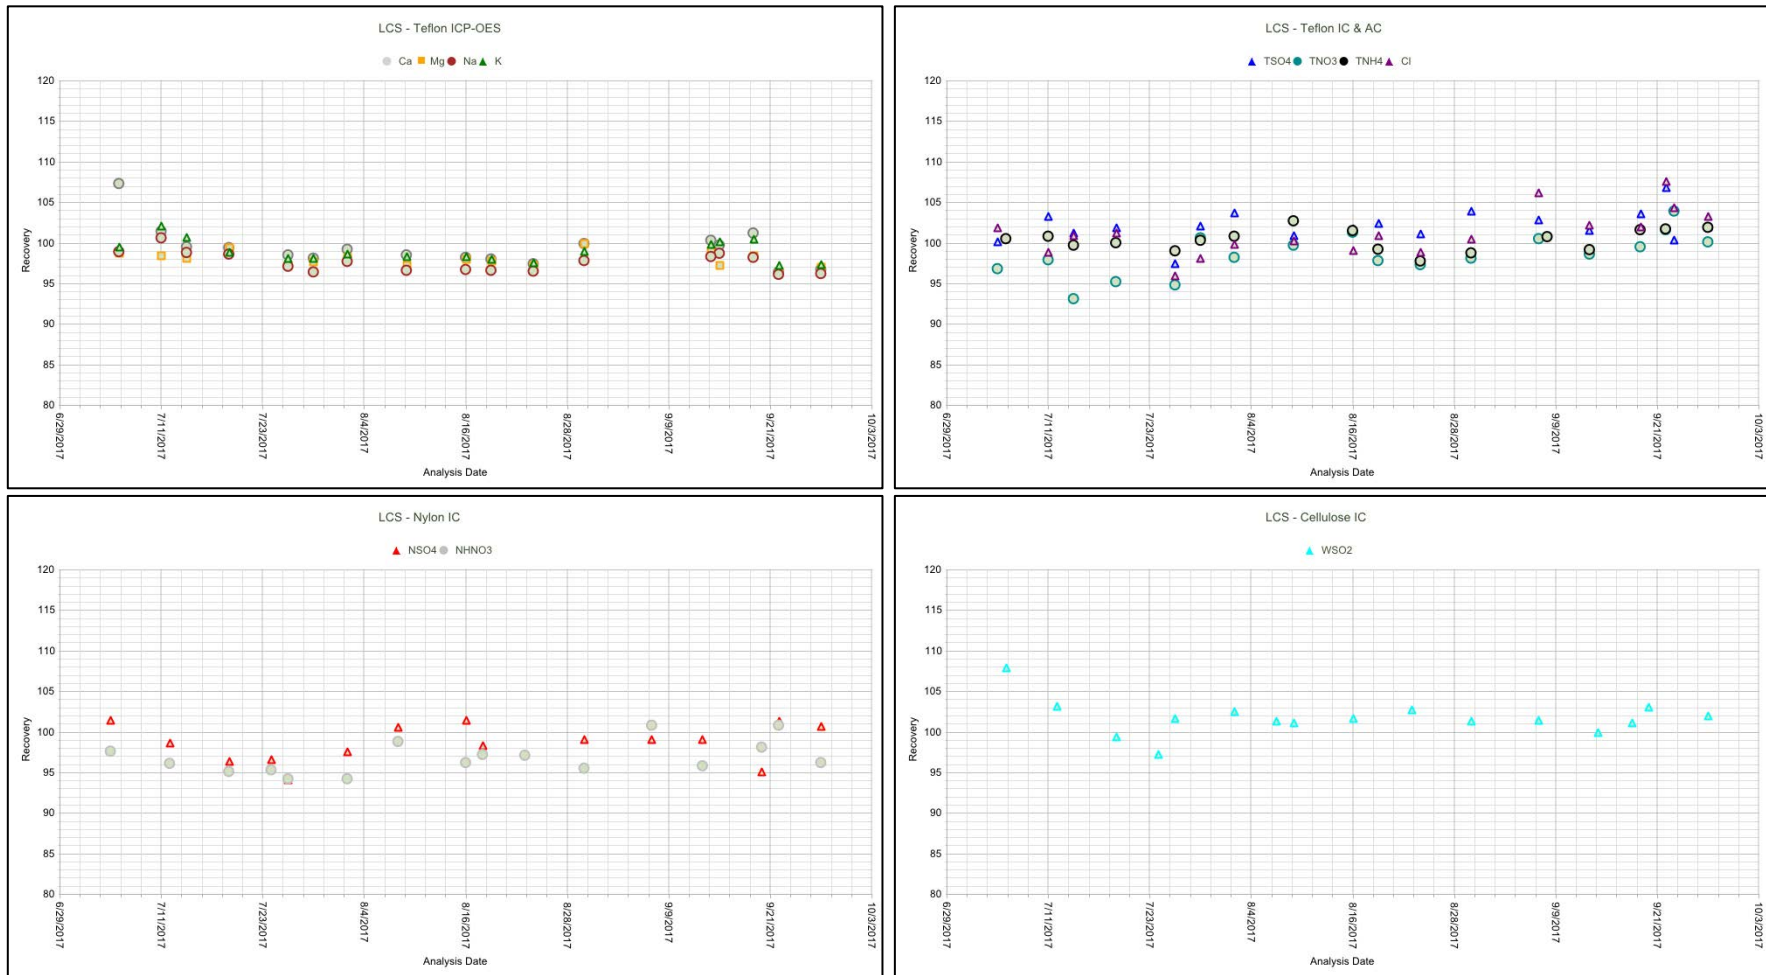 LCS - Teflon ICP-OES
Ca Mg Na K
120
115
110
105
100
95
90
85
80
Recovery
6/29/2017 7/11/2017 7/23/2017 8/4/2017 8/16/2017 8/28/2017 9/9/2017 9/21/2017 10/3/2017
Analysis Date
LCS - Teflon IC & AC
TSO4 TNO3 TNH4 Cl
120
115
110
105
100
95
90
85
80
Recovery
6/29/2017 7/11/2017 7/23/2017 8/4/2017 8/16/2017 8/28/2017 9/9/2017 9/21/2017 10/3/2017
Analysis Date
LCS - Nylon IC
NSO4 NHNO3
120
115
110
105
100
95
90
85
80
Recovery
6/29/2017 7/11/2017 7/23/2017 8/4/2017 8/16/2017 8/28/2017 9/9/2017 9/21/2017 10/3/2017
Analysis Date
LCS - Cellulose IC
WSO2
120
115
110
105
100
95
90
85
80
Recovery
6/29/2017 7/11/2017 7/23/2017 8/4/2017 8/16/2017 8/28/2017 9/9/2017 9/21/2017 10/3/2017
Analysis Date